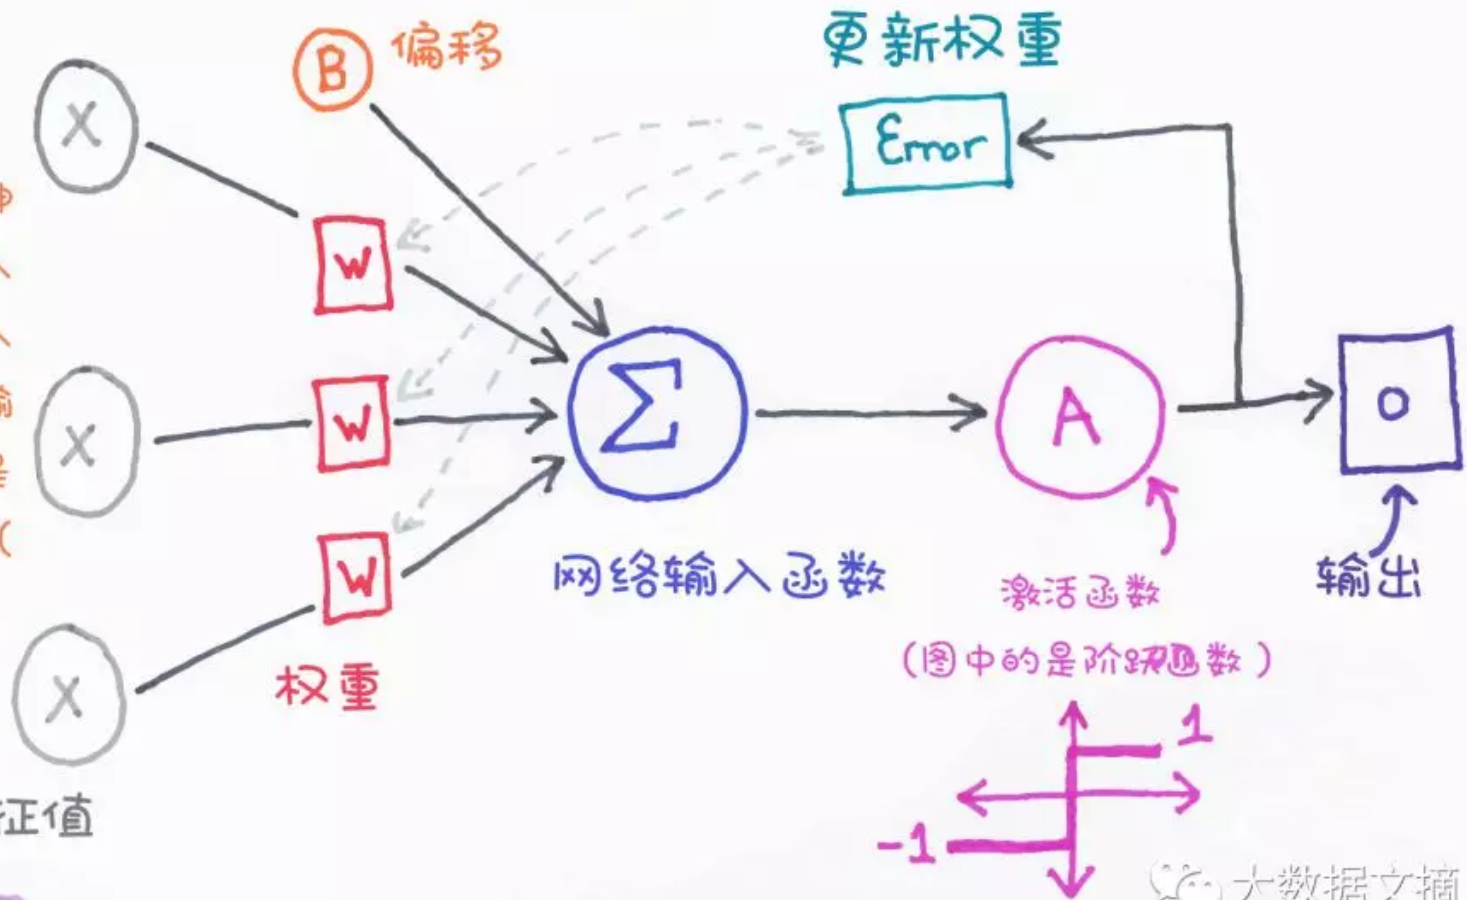 B 偏移
更新权重
X
Error
W
X
W
Σ
A
O
W
网络输入函数
激活函数
输出
(图中的是阶跃函数)
X
权重
1
-1
征值
大数据文摘